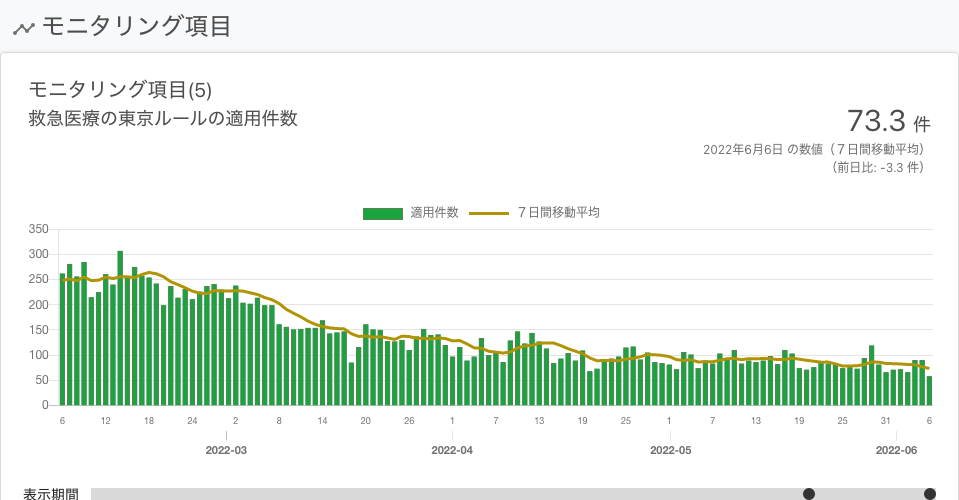 モニタリング項目
モニタリング項目(5)
救急医療の東京ルールの適用件数
73.3 件
2022年6月6日 の数値（７日間移動平均）
（前日比: -3.3 件）
適用件数 ７日間移動平均
350
300
250
200
150
100
50
0
6 12 18 24 2 8 14 20 26 1 7 13 19 25 1 7 13 19 25 31 6
2022-03 2022-04 2022-05 2022-06
表示期間